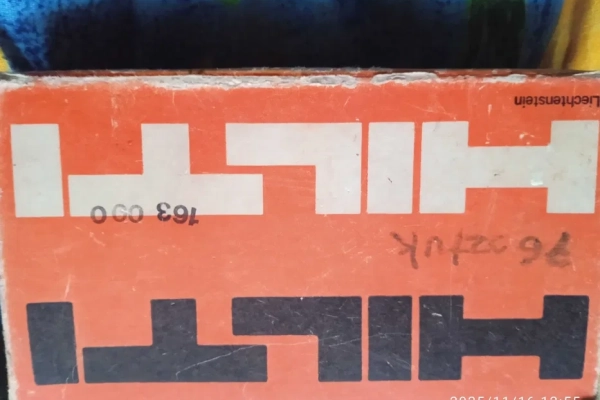 HILTI
76 sztuk
163 090
HILTI
Liechtenstein